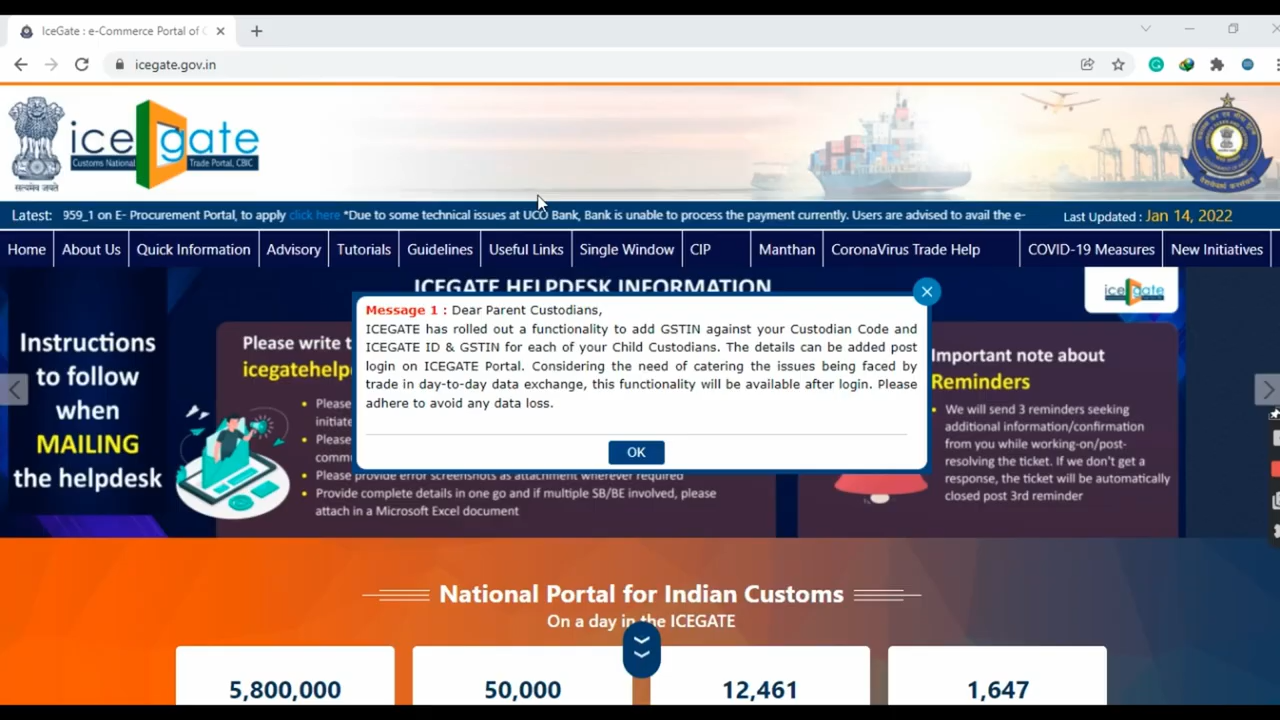 IceGate : e-Commerce Portal of C
icegate.gov.in
सत्यमेव जयते
icegate
Customs National Trade Portal, CBIC
Latest: 959_1 on E- Procurement Portal, to apply click here *Due to some technical issues at UCO Bank, Bank is unable to process the payment currently. Users are advised to avail the e-
Last Updated : Jan 14, 2022
Home About Us Quick Information Advisory Tutorials Guidelines Useful Links Single Window CIP Manthan CoronaVirus Trade Help COVID-19 Measures New Initiatives
ICEGATE HELPDESK INFORMATION
icegate
Instructions
to follow
when
MAILING
the helpdesk
Please write t
icegatehelp
Please
initiate
Please
comm
Please provide error screenshots as attachment wherever required
Provide complete details in one go and if multiple SB/BE involved, please
attach in a Microsoft Excel document
Message 1 : Dear Parent Custodians,
ICEGATE has rolled out a functionality to add GSTIN against your Custodian Code and
ICEGATE ID & GSTIN for each of your Child Custodians. The details can be added post
login on ICEGATE Portal. Considering the need of catering the issues being faced by
trade in day-to-day data exchange, this functionality will be available after login. Please
adhere to avoid any data loss.
OK
Important note about
Reminders
We will send 3 reminders seeking
additional information/confirmation
from you while working-on/post-
resolving the ticket. If we don't get a
response, the ticket will be automatically
closed post 3rd reminder
National Portal for Indian Customs
On a day in the ICEGATE
5,800,000 50,000 12,461 1,647